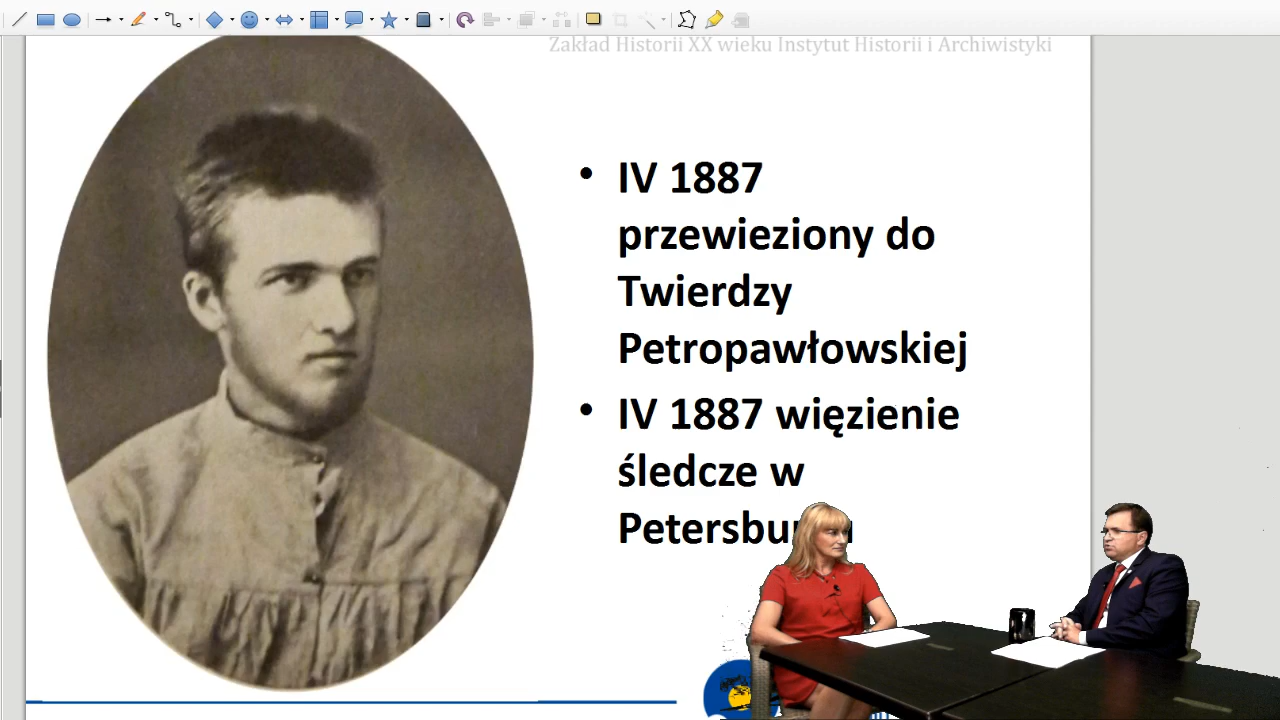 Zakład Historii XX wieku Instytut Historii i Archiwistyki
• IV 1887
przewieziony do
Twierdzy
Petropawłowskiej
• IV 1887 więzienie
śledcze w